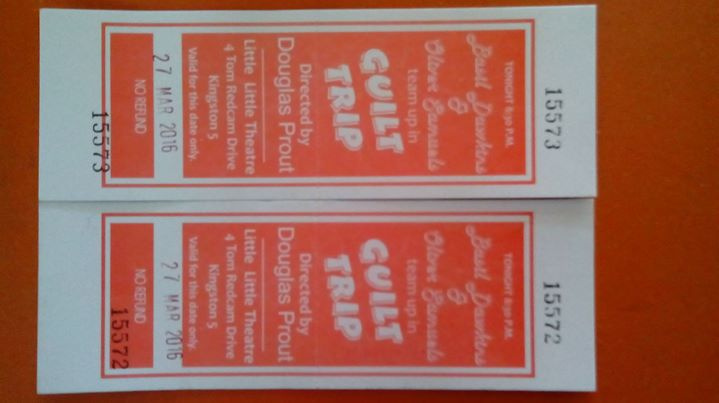 15573
TONIGHT 8:30 P.M.
Basil Dawkins
&
Oliver Samuels
team up in
GUILT
TRIP
Directed by
Douglas Prout
Little Little Theatre
4 Tom Redcam Drive
Kingston 5
Valid for this date only.
27 MAR 2016
NO REFUND
15573
15572
TONIGHT 8:30 P.M.
Basil Dawkins
&
Oliver Samuels
team up in
GUILT
TRIP
Directed by
Douglas Prout
Little Little Theatre
4 Tom Redcam Drive
Kingston 5
Valid for this date only.
27 MAR 2016
NO REFUND
15572